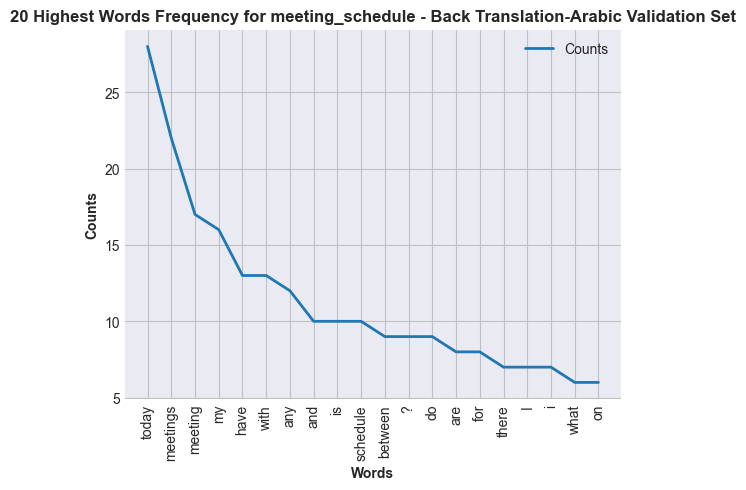 20 Highest Words Frequency for meeting_schedule - Back Translation-Arabic Validation Set
Counts
Counts
25
20
15
10
5
today
meetings
meeting
my
have
with
any
and
is
schedule
between
?
do
are
for
there
I
i
what
on
Words